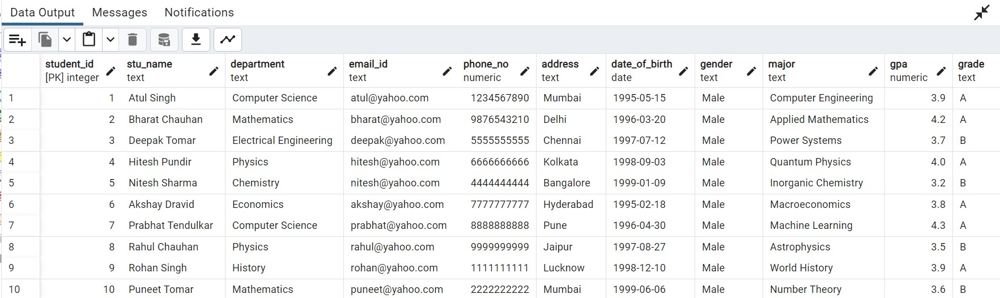 Data Output Messages Notifications
student_id stu_name department email_id phone_no address date_of_birth gender major gpa grade
[PK] integer text text text numeric text date text text numeric text
1 1 Atul Singh Computer Science atul@yahoo.com 1234567890 Mumbai 1995-05-15 Male Computer Engineering 3.9 A
2 2 Bharat Chauhan Mathematics bharat@yahoo.com 9876543210 Delhi 1996-03-20 Male Applied Mathematics 4.2 A
3 3 Deepak Tomar Electrical Engineering deepak@yahoo.com 5555555555 Chennai 1997-07-12 Male Power Systems 3.7 B
4 4 Hitesh Pundir Physics hitesh@yahoo.com 6666666666 Kolkata 1998-09-03 Male Quantum Physics 4.0 A
5 5 Nitesh Sharma Chemistry nitesh@yahoo.com 4444444444 Bangalore 1999-01-09 Male Inorganic Chemistry 3.2 B
6 6 Akshay Dravid Economics akshay@yahoo.com 7777777777 Hyderabad 1995-02-18 Male Macroeconomics 3.8 A
7 7 Prabhat Tendulkar Computer Science prabhat@yahoo.com 8888888888 Pune 1996-04-30 Male Machine Learning 4.3 A
8 8 Rahul Chauhan Physics rahul@yahoo.com 9999999999 Jaipur 1997-08-27 Male Astrophysics 3.5 B
9 9 Rohan Singh History rohan@yahoo.com 1111111111 Lucknow 1998-12-10 Male World History 3.9 A
10 10 Puneet Tomar Mathematics puneet@yahoo.com 2222222222 Mumbai 1999-06-06 Male Number Theory 3.6 B